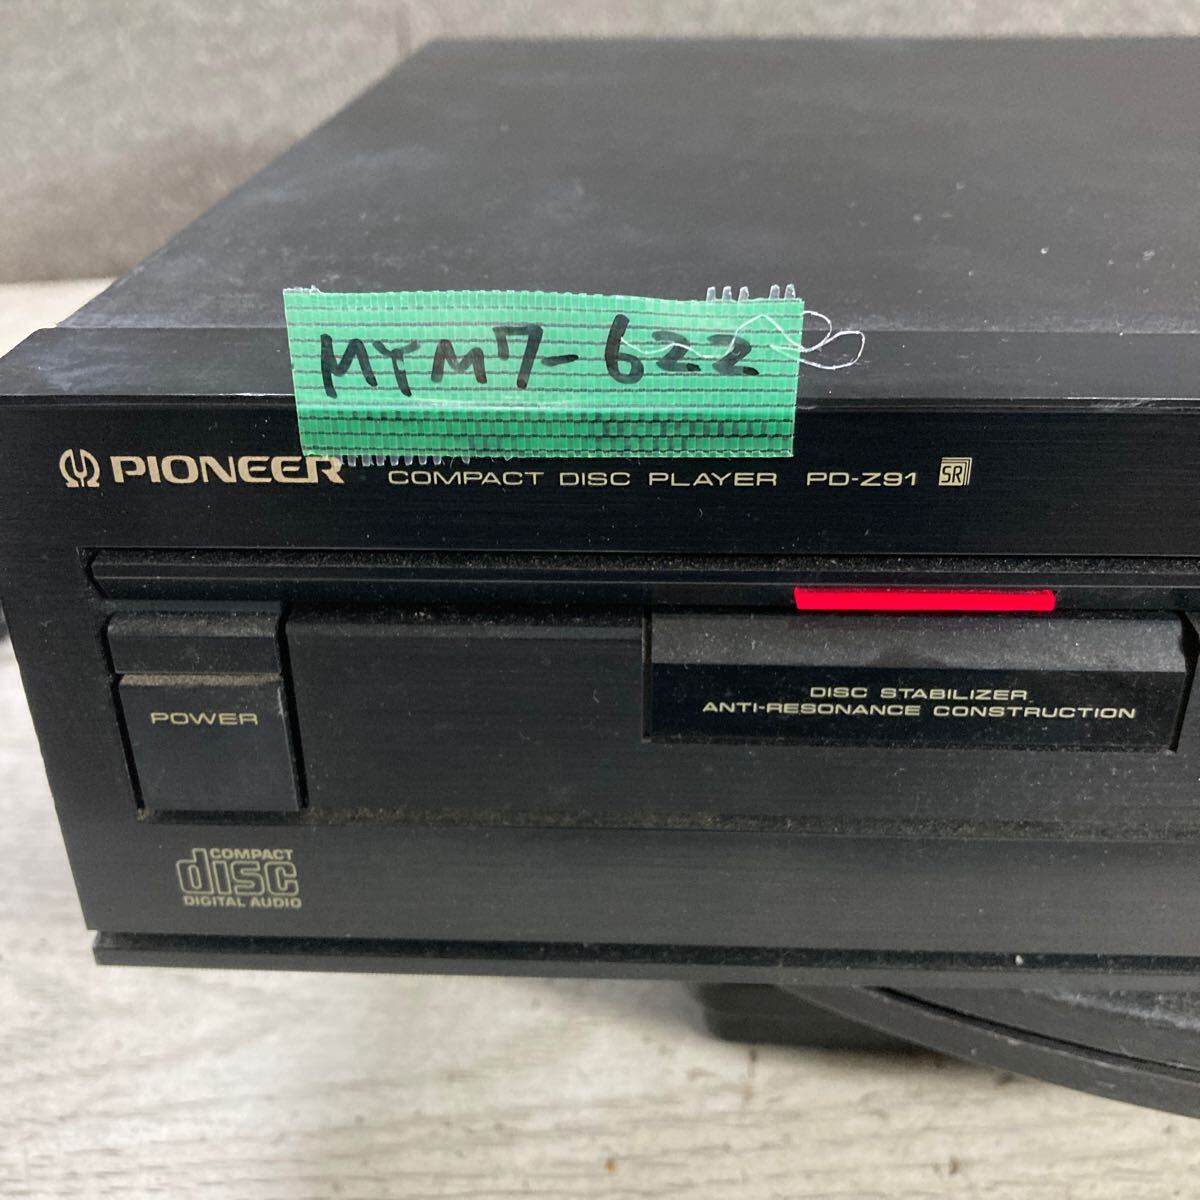 MYM7-622
PIONEER COMPACT DISC PLAYER PD-Z91 SR
POWER
DISC STABILIZER
ANTI-RESONANCE CONSTRUCTION
COMPACT
disc
DIGITAL AUDIO